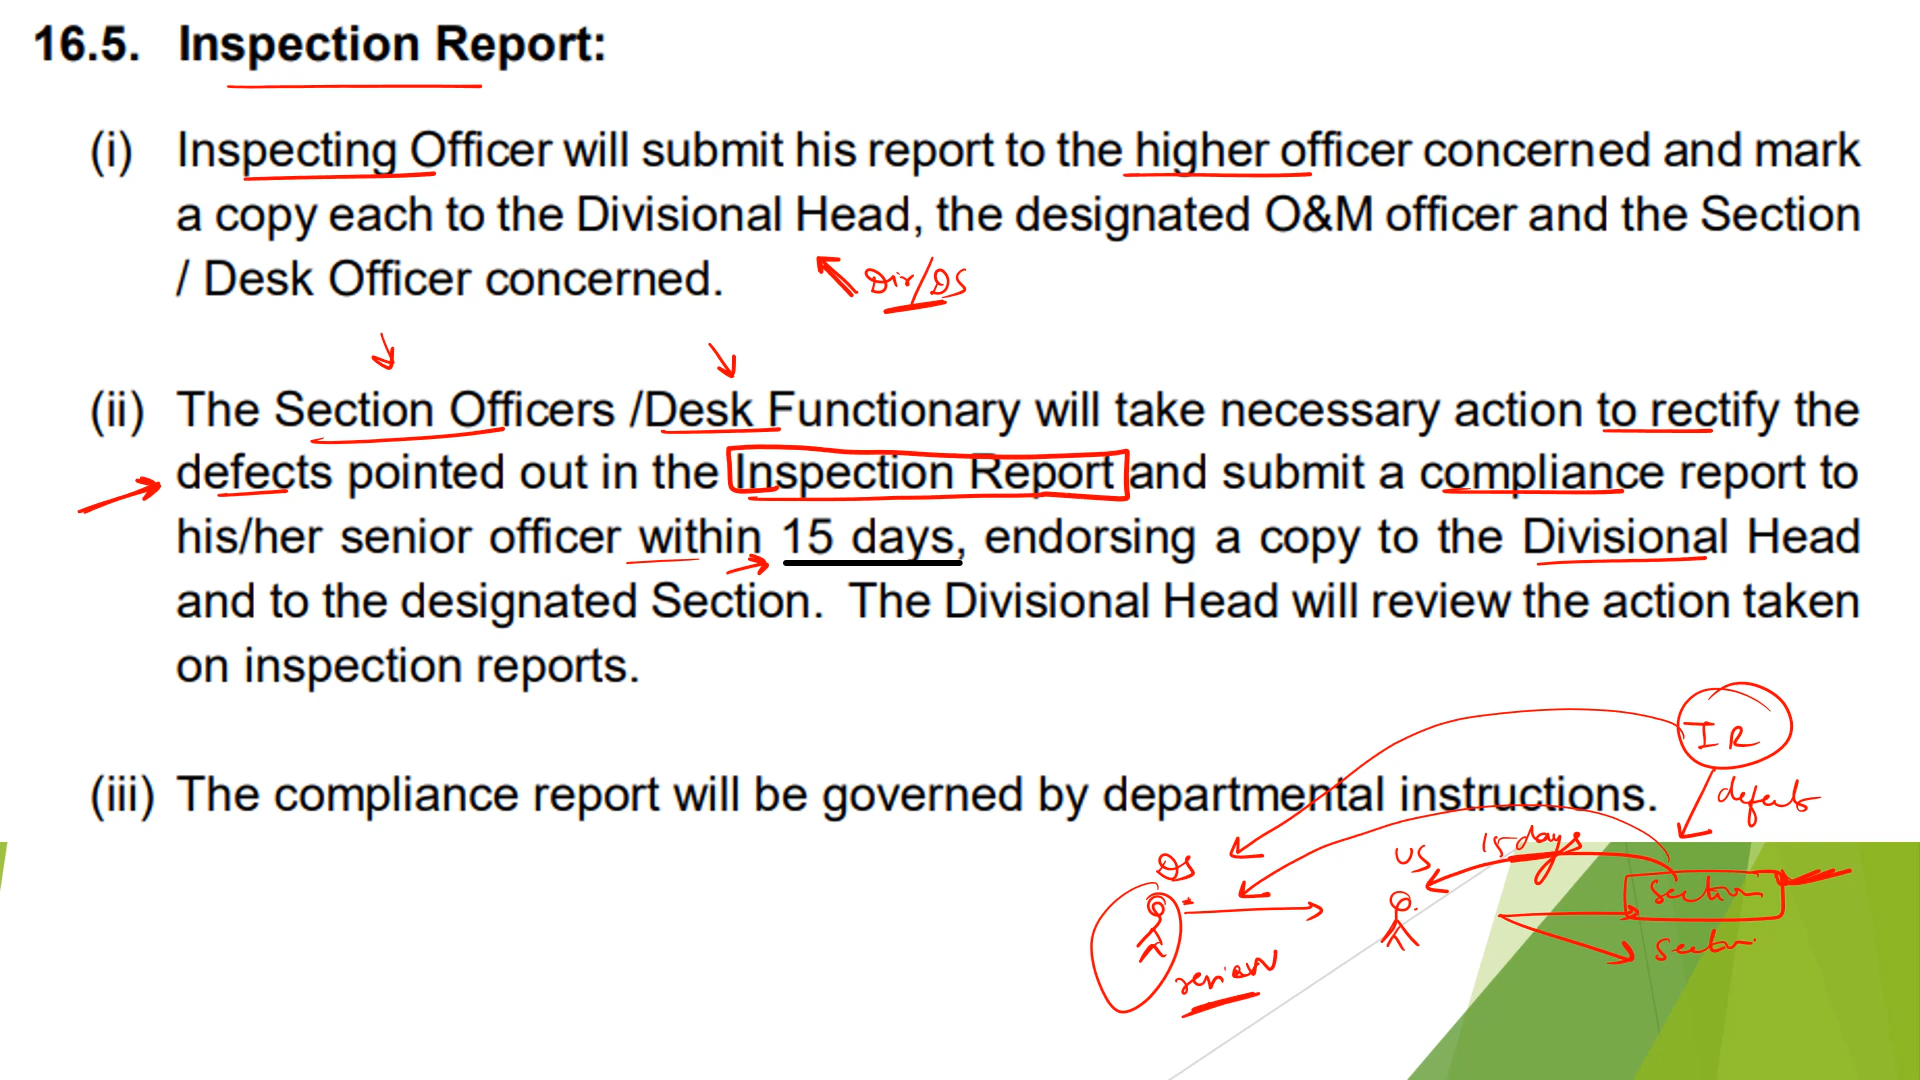 16.5. Inspection Report:
(i) Inspecting Officer will submit his report to the higher officer concerned and mark
a copy each to the Divisional Head, the designated O&M officer and the Section
/ Desk Officer concerned.
Dir/DS
(ii) The Section Officers /Desk Functionary will take necessary action to rectify the
defects pointed out in the Inspection Report and submit a compliance report to
his/her senior officer within 15 days, endorsing a copy to the Divisional Head
and to the designated Section. The Divisional Head will review the action taken
on inspection reports.
IR
(iii) The compliance report will be governed by departmental instructions.
defects
15 days
US
DS
Section
Section
review